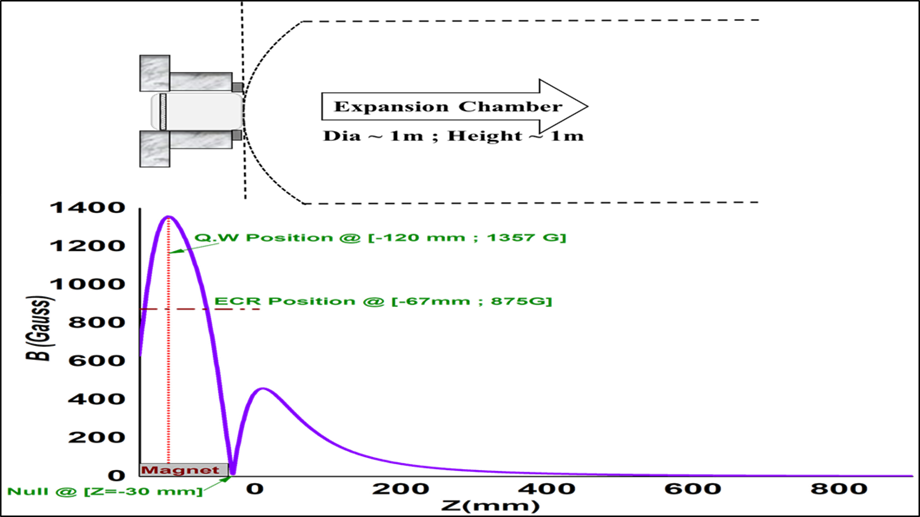 Expansion Chamber
Dia ~ 1m ; Height ~ 1m
1400
Q.W Position @ [-120 mm ; 1357 G]
1200
1000
ECR Position @ [-67mm ; 875G]
800
B (Gauss)
600
400
200
Magnet
0
Null @ [Z=-30 mm]
0 200 400 600 800
Z(mm)